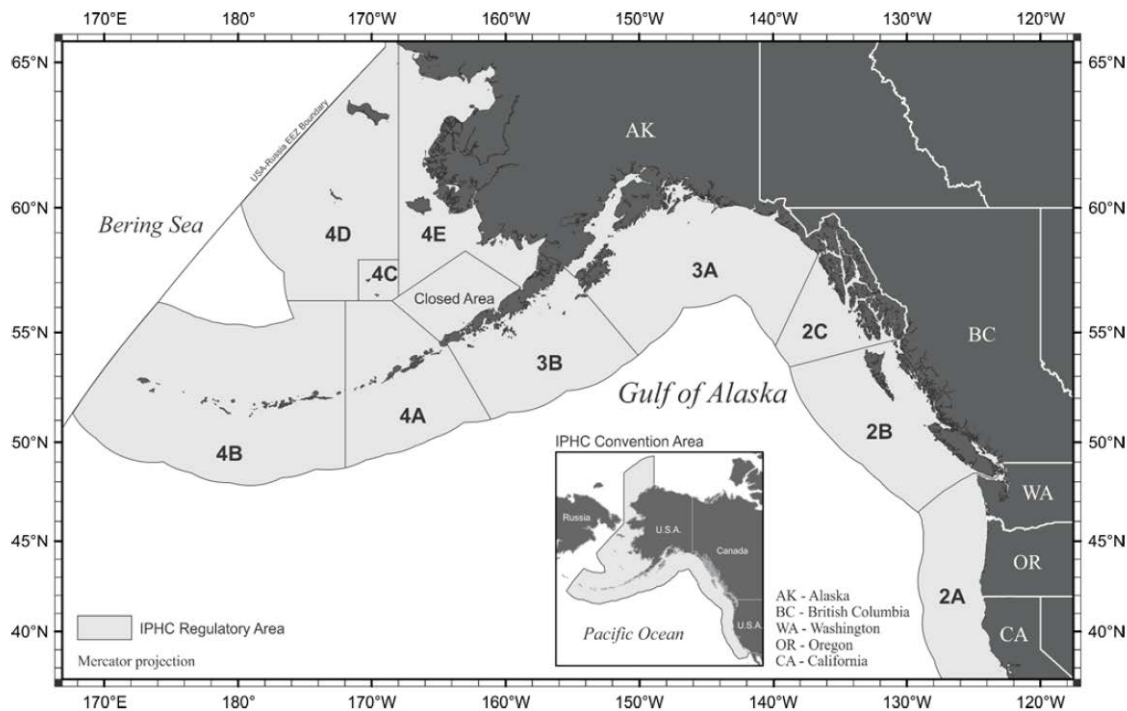 170°E 180° 170°W 160°W 150°W 140°W 130°W 120°W
65°N 65°N
USA-Russia EEZ Boundary
AK
60°N 60°N
Bering Sea
4D 4E
4C 3A
Closed Area
55°N 55°N
2C BC
3B
Gulf of Alaska
4A
2B
50°N 50°N
4B
IPHC Convention Area
WA
Russia U.S.A.
Canada
45°N 45°N
OR
2A
AK - Alaska
BC - British Columbia
U.S.A.
IPHC Regulatory Area
WA - Washington
40°N 40°N
Pacific Ocean
CA
OR - Oregon
Mercator projection
CA - California
170°E 180° 170°W 160°W 150°W 140°W 130°W 120°W